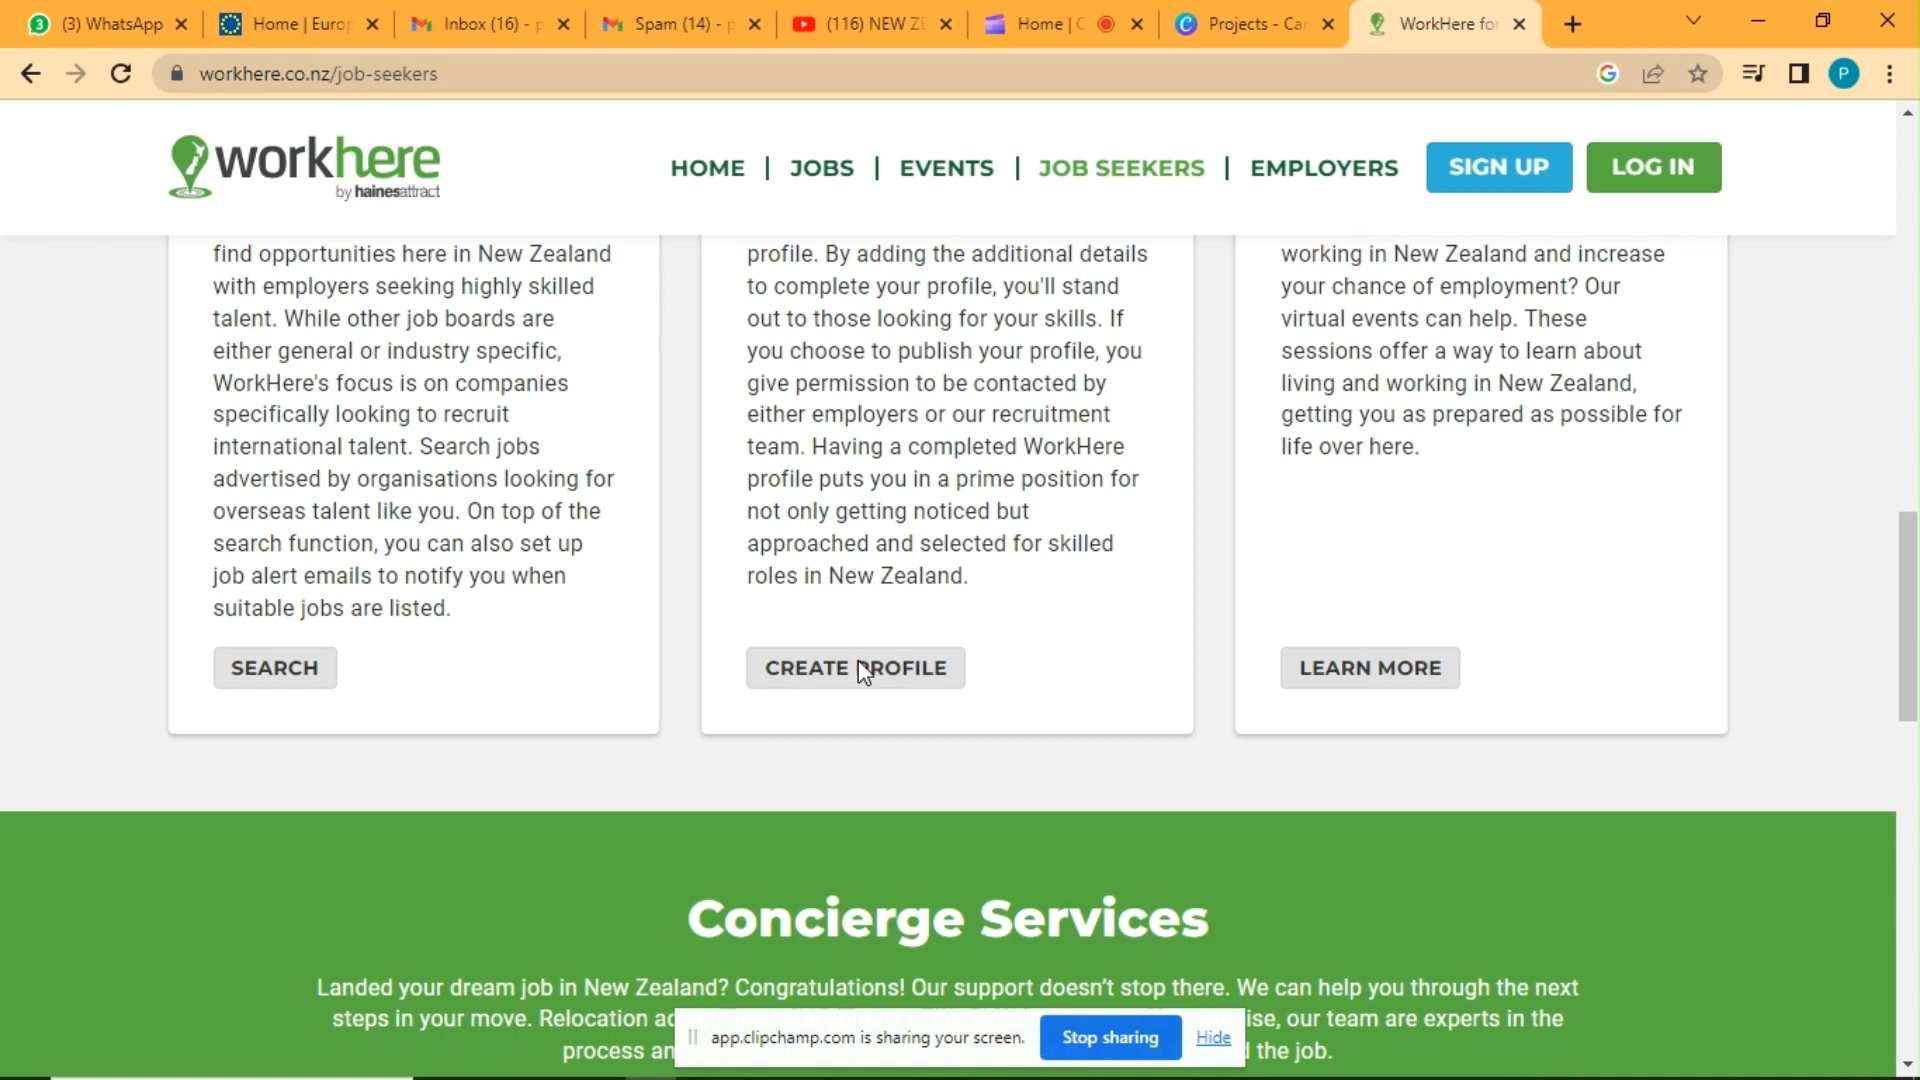 (3) WhatsApp
Home | Europ
Inbox (16) - p
Spam (14) - p
(116) NEW ZE
Home | C
Projects - Can
WorkHere for
workhere.co.nz/job-seekers
P
workhere
by hainesattract
HOME | JOBS | EVENTS | JOB SEEKERS | EMPLOYERS
SIGN UP
LOG IN
find opportunities here in New Zealand
with employers seeking highly skilled
talent. While other job boards are
either general or industry specific,
WorkHere's focus is on companies
specifically looking to recruit
international talent. Search jobs
advertised by organisations looking for
overseas talent like you. On top of the
search function, you can also set up
job alert emails to notify you when
suitable jobs are listed.
SEARCH
profile. By adding the additional details
to complete your profile, you'll stand
out to those looking for your skills. If
you choose to publish your profile, you
give permission to be contacted by
either employers or our recruitment
team. Having a completed WorkHere
profile puts you in a prime position for
not only getting noticed but
approached and selected for skilled
roles in New Zealand.
CREATE PROFILE
working in New Zealand and increase
your chance of employment? Our
virtual events can help. These
sessions offer a way to learn about
living and working in New Zealand,
getting you as prepared as possible for
life over here.
LEARN MORE
Concierge Services
Landed your dream job in New Zealand? Congratulations! Our support doesn't stop there. We can help you through the next
steps in your move. Relocation ise, our team are experts in the
process the job.
app.clipchamp.com is sharing your screen.
Stop sharing
Hide